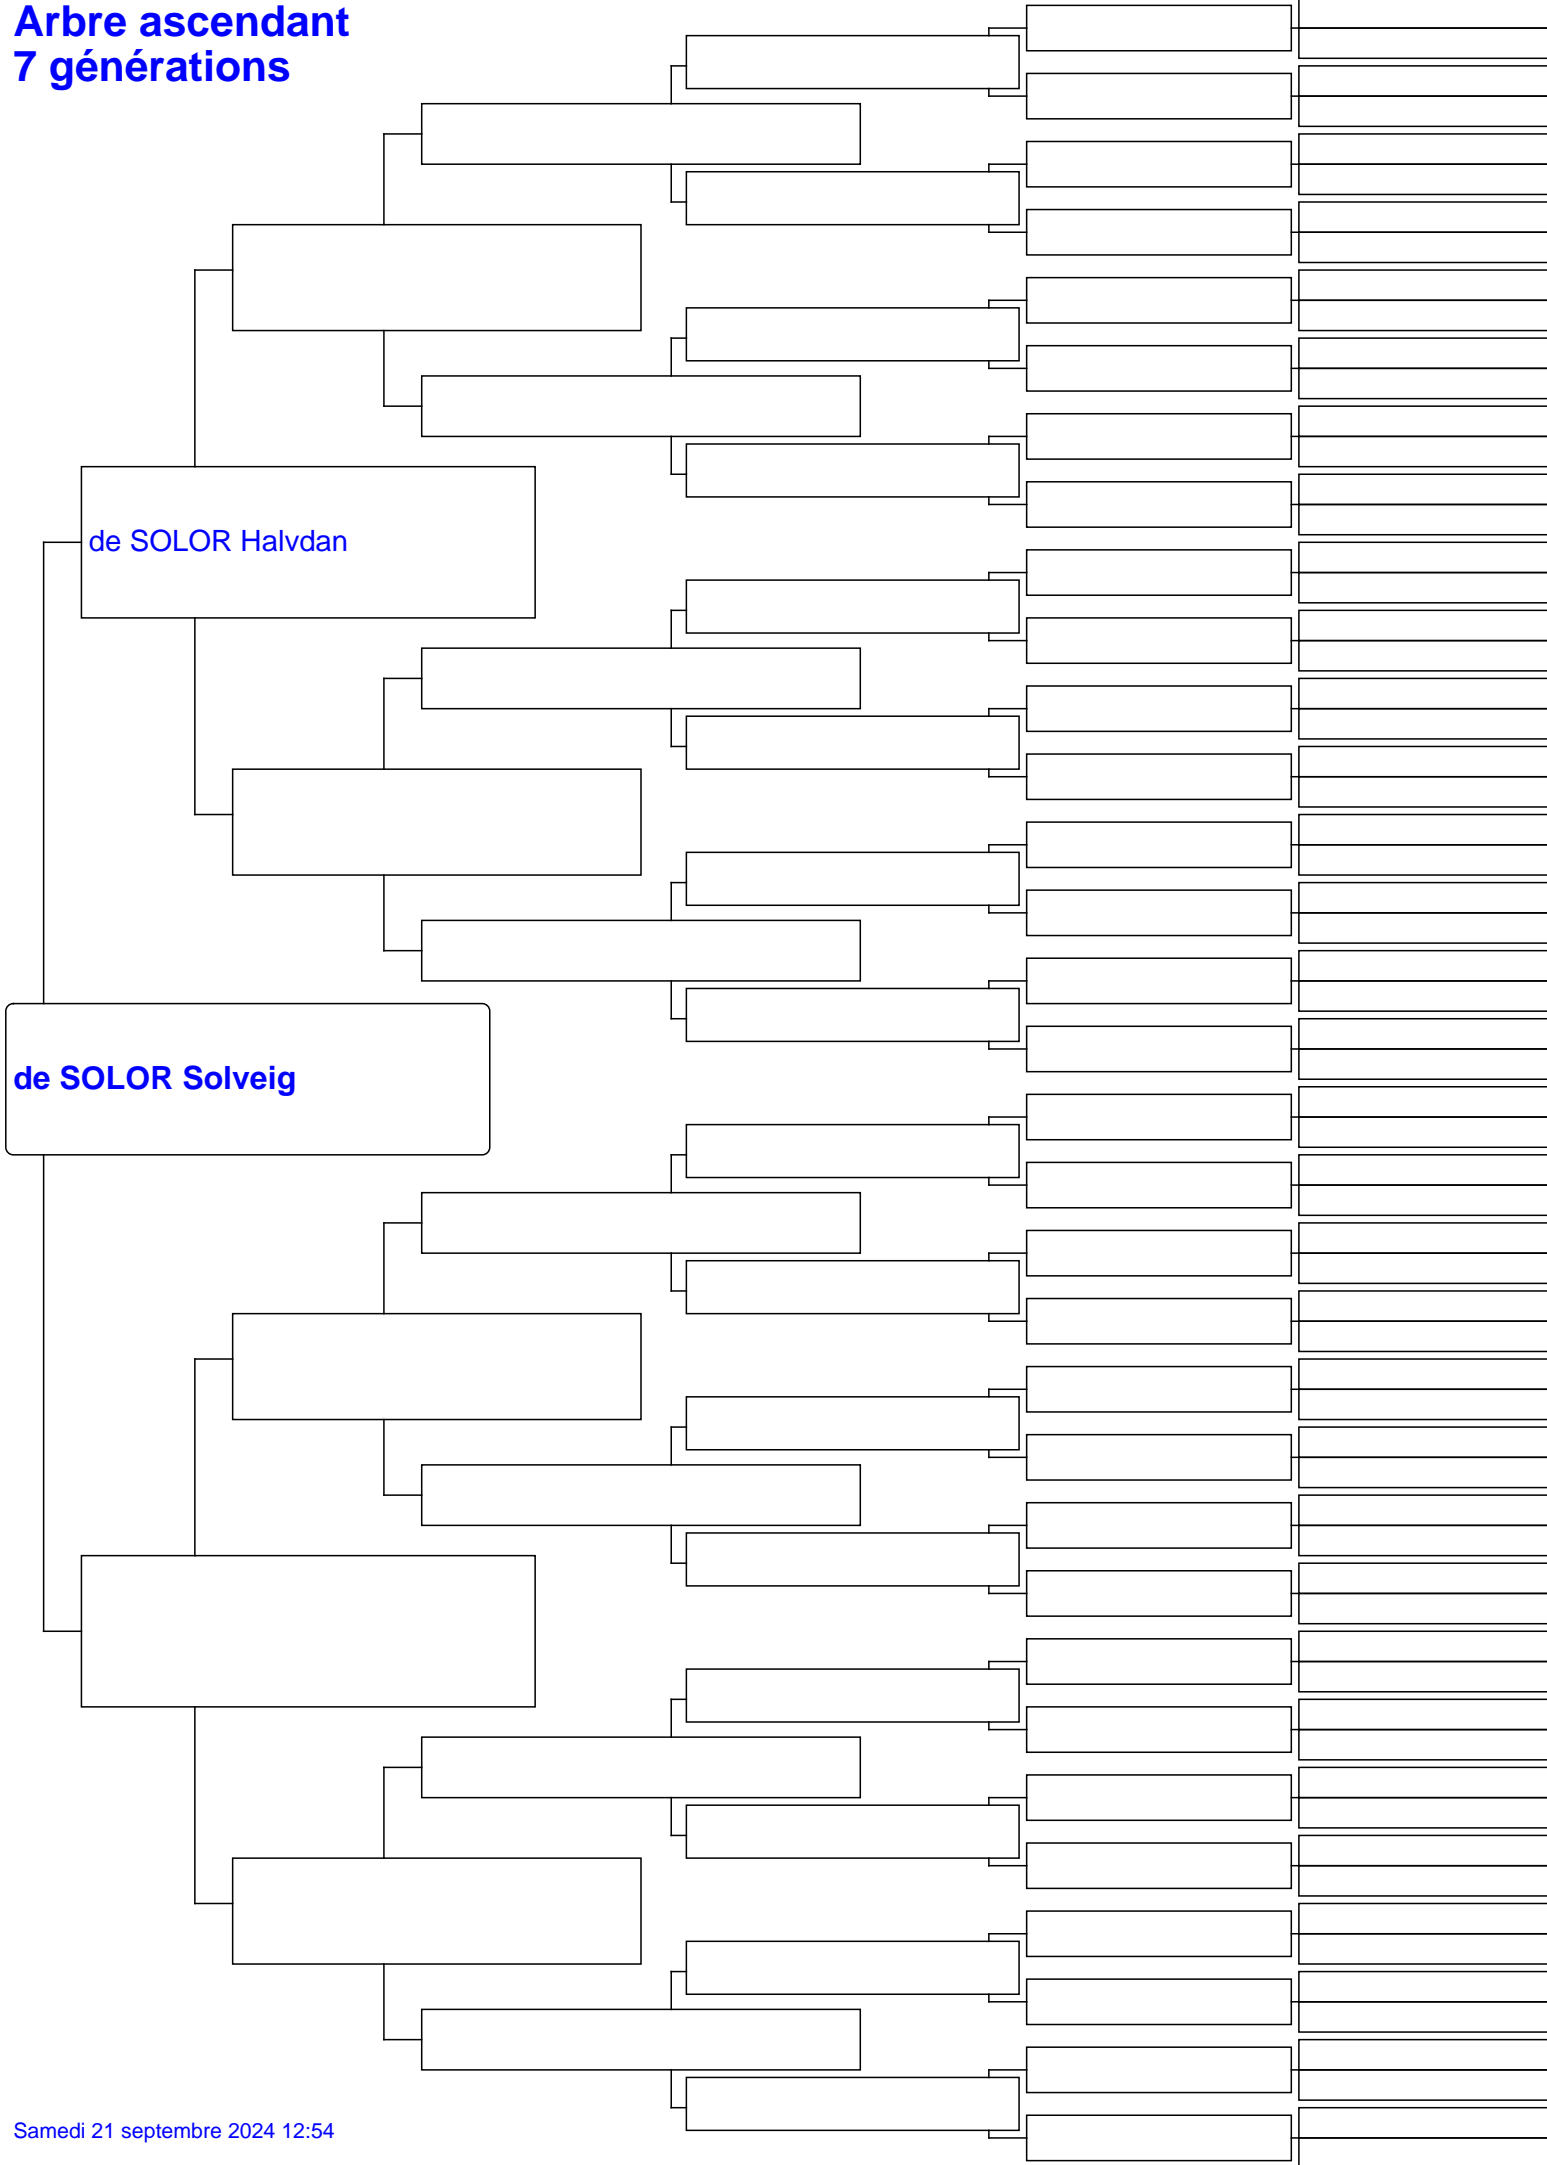 Arbre ascendant
7 générations
de SOLOR Halvdan
de SOLOR Solveig
Samedi 21 septembre 2024 12:54